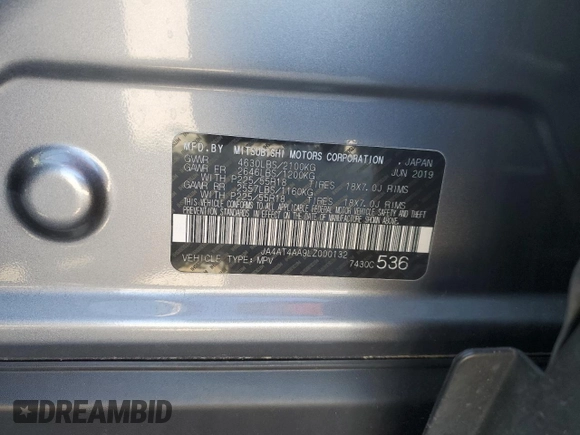 MFD.BY MITSUBISHI MOTORS CORPORATION , JAPAN
GVWR 4630LBS/2100KG JUN 2019
GAWR FR 2646LBS/1200KG
WITH P225/55R18 TIRES 18X7.0J RIMS
GAWR RR 2557LBS/1160KG
WITH P225/55R18 TIRES 18X7.0J RIMS
THIS VEHICLE CONFORMS TO ALL APPLICABLE FEDERAL MOTOR VEHICLE SAFETY AND THEFT
PREVENTION STANDARDS IN EFFECT ON THE DATE OF MANUFACTURE SHOWN ABOVE.
JA4AT4AA9LZ000132
VEHICLE TYPE: MPV 7430C 536
DREAMBID